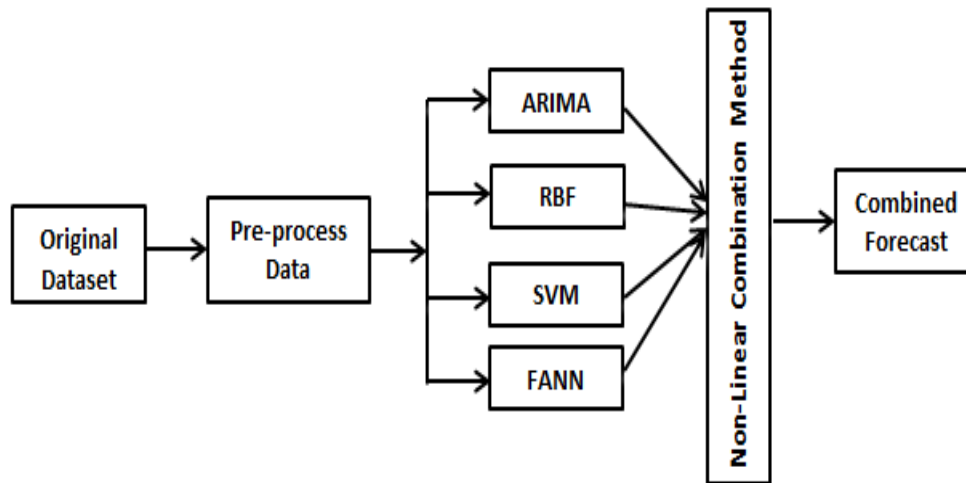 Original
Dataset
Pre-process
Data
ARIMA
RBF
SVM
FANN
Non-Linear Combination Method
Combined
Forecast